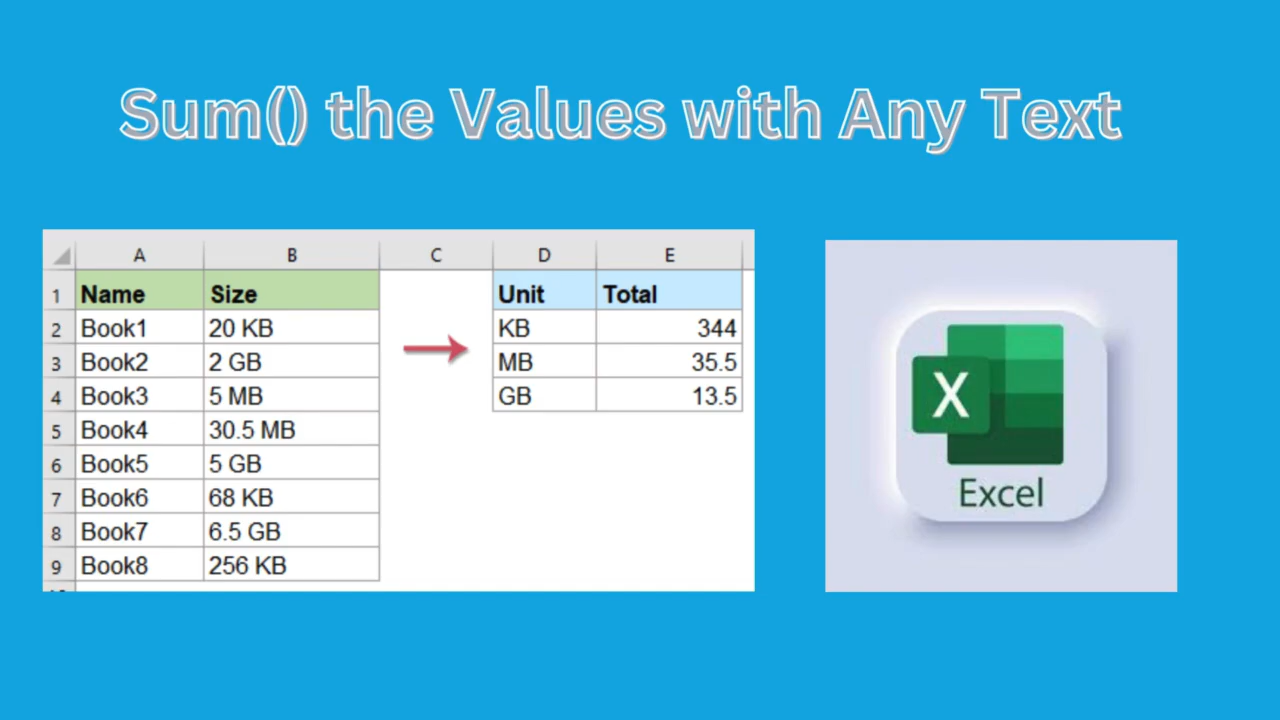 Sum() the Values with Any Text
A B C D E
1 Name Size Unit Total
2 Book1 20 KB KB 344
3 Book2 2 GB MB 35.5
4 Book3 5 MB GB 13.5
5 Book4 30.5 MB
6 Book5 5 GB
7 Book6 68 KB
8 Book7 6.5 GB
9 Book8 256 KB
X
Excel